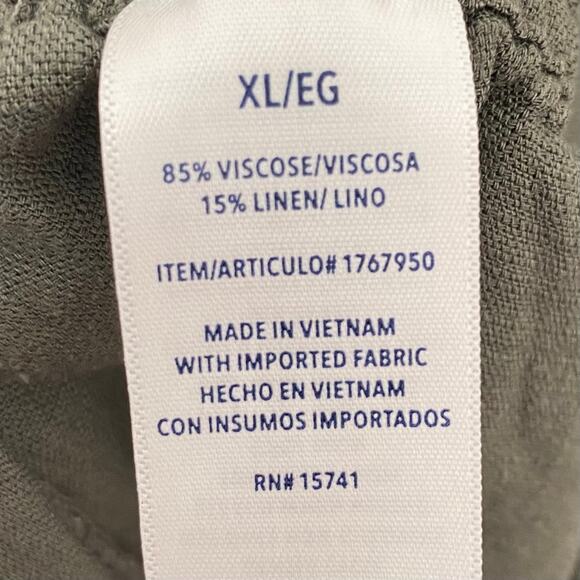 XL/EG
85% VISCOSE/VISCOSA
15% LINEN/ LINO
ITEM/ARTICULO# 1767950
MADE IN VIETNAM
WITH IMPORTED FABRIC
HECHO EN VIETNAM
CON INSUMOS IMPORTADOS
RN# 15741